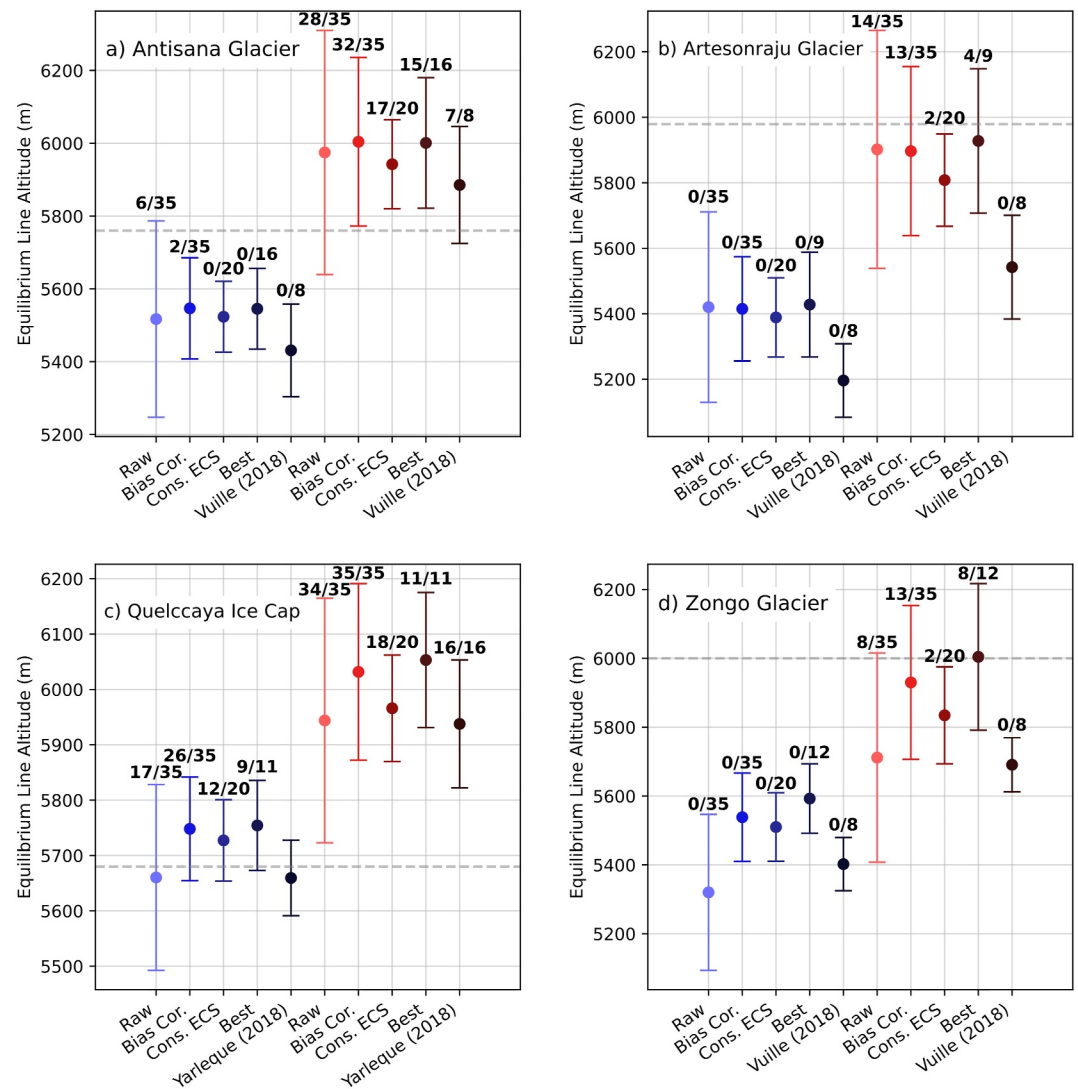 28/35
a) Antisana Glacier
32/35
15/16
17/20
7/8
6/35
2/35
0/16
0/20
0/8
6200
6000
5800
5600
5400
5200
Equilibrium Line Altitude (m)
Raw
Bias Cor.
Cons. ECS
Best
Vuille (2018)
Raw
Bias Cor.
Cons. ECS
Best
Vuille (2018)
14/35
b) Artesonraju Glacier
13/35
4/9
2/20
0/35
0/35
0/20
0/9
0/8
0/8
6200
6000
5800
5600
5400
5200
Equilibrium Line Altitude (m)
Raw
Bias Cor.
Cons. ECS
Best
Vuille (2018)
Raw
Bias Cor.
Cons. ECS
Best
Vuille (2018)
35/35
34/35
11/11
c) Quelccaya Ice Cap
18/20
16/16
26/35
17/35
9/11
12/20
6200
6100
6000
5900
5800
5700
5600
5500
Equilibrium Line Altitude (m)
Raw
Bias Cor.
Cons. ECS
Best
Yarleque (2018)
Raw
Bias Cor.
Cons. ECS
Best
Yarleque (2018)
8/12
d) Zongo Glacier
13/35
8/35
2/20
0/8
0/35
0/35
0/20
0/12
0/8
6200
6000
5800
5600
5400
5200
Equilibrium Line Altitude (m)
Raw
Bias Cor.
Cons. ECS
Best
Vuille (2018)
Raw
Bias Cor.
Cons. ECS
Best
Vuille (2018)